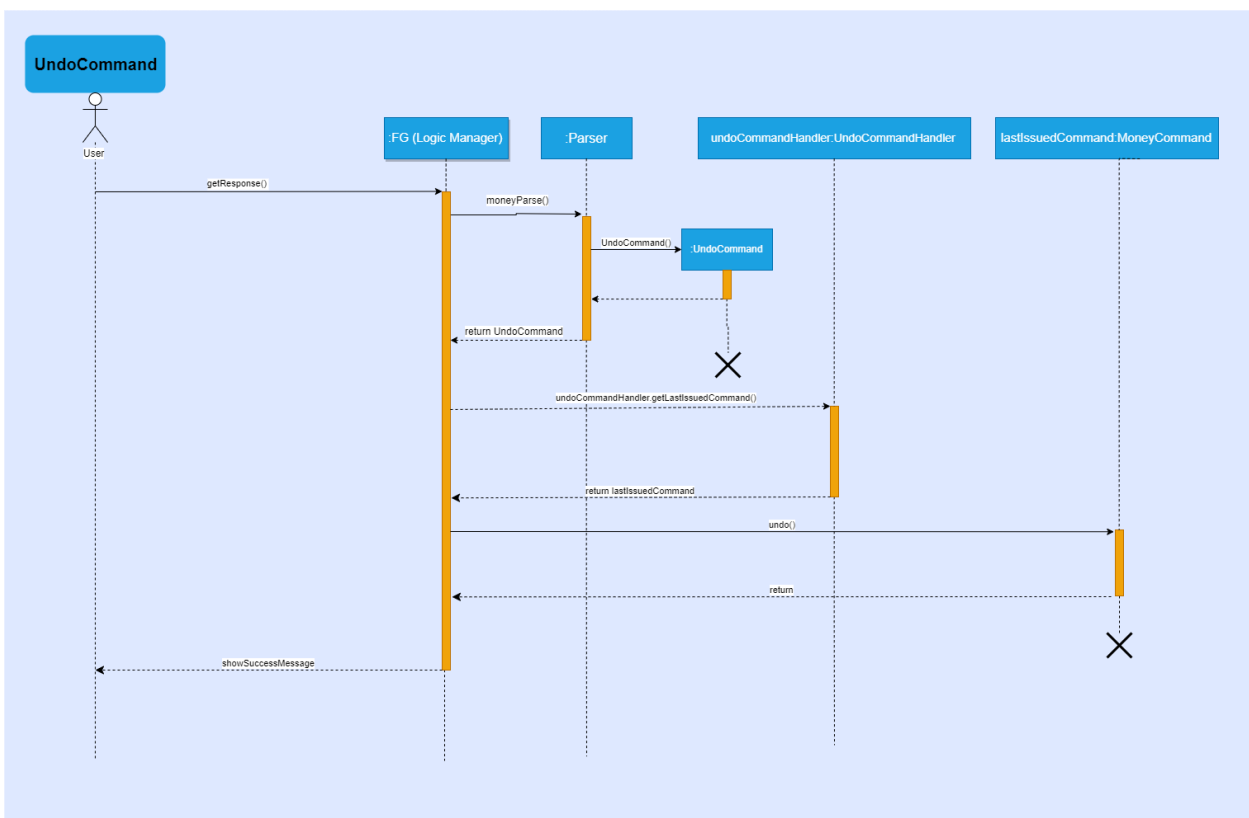 UndoCommand
User
:FG (Logic Manager)
:Parser
undoCommandHandler:UndoCommandHandler
lastIssuedCommand:MoneyCommand
getResponse()
moneyParse()
UndoCommand()
:UndoCommand
return UndoCommand
undoCommandHandler.getLastIssuedCommand()
return lastIssuedCommand
undo()
return
showSuccessMessage